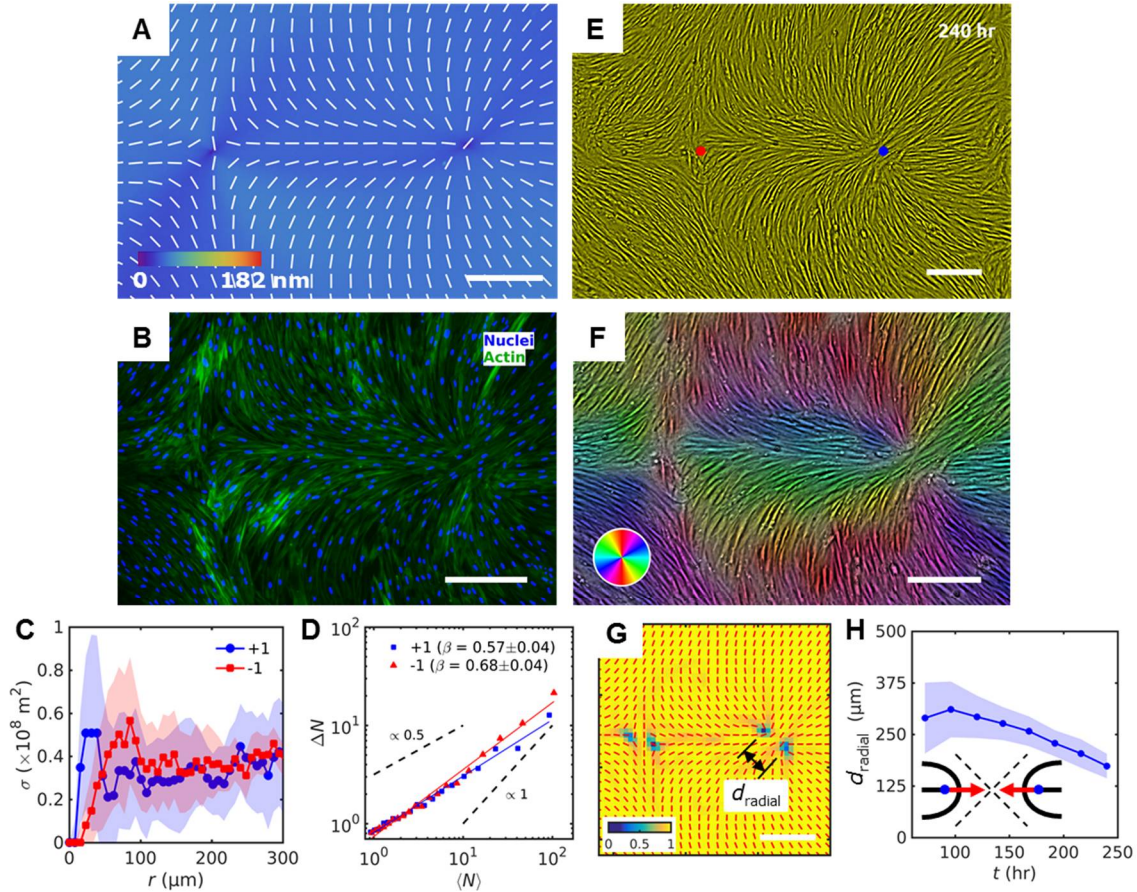 A
0
182 nm
E
240 hr
B
Nuclei
Actin
F
C
σ (×10⁸ m²)
1
0.8
0.6
0.4
0.2
0
+1
-1
0
100
200
300
r (μm)
D
ΔN
10²
10¹
10⁰
+1 (β = 0.57±0.04)
-1 (β = 0.68±0.04)
∝ 0.5
∝ 1
10⁰
10¹
10²
⟨N⟩
G
d_radial
0 0.5 1
H
d_radial (μm)
500
375
250
125
0
100 150 200 250
t (hr)